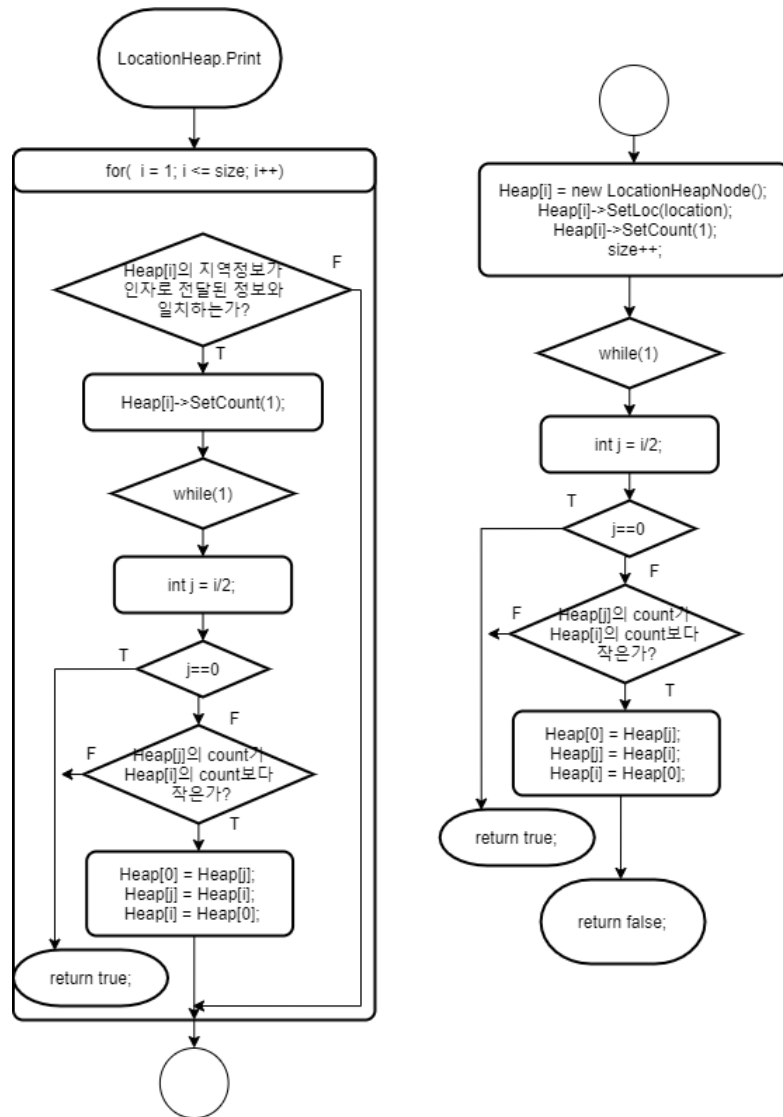 LocationHeap.Print
for(  i = 1; i <= size; i++)
Heap[i]의 지역정보가
인자로 전달된 정보와
일치하는가?
F
T
Heap[i]->SetCount(1);
while(1)
int j = i/2;
T
j==0
F
F
Heap[j]의 count가
Heap[i]의 count보다
작은가?
T
Heap[0] = Heap[j];
Heap[j] = Heap[i];
Heap[i] = Heap[0];
return true;
Heap[i] = new LocationHeapNode();
Heap[i]->SetLoc(location);
Heap[i]->SetCount(1);
size++;
while(1)
int j = i/2;
T
j==0
F
F
Heap[j]의 count가
Heap[i]의 count보다
작은가?
T
Heap[0] = Heap[j];
Heap[j] = Heap[i];
Heap[i] = Heap[0];
return true;
return false;